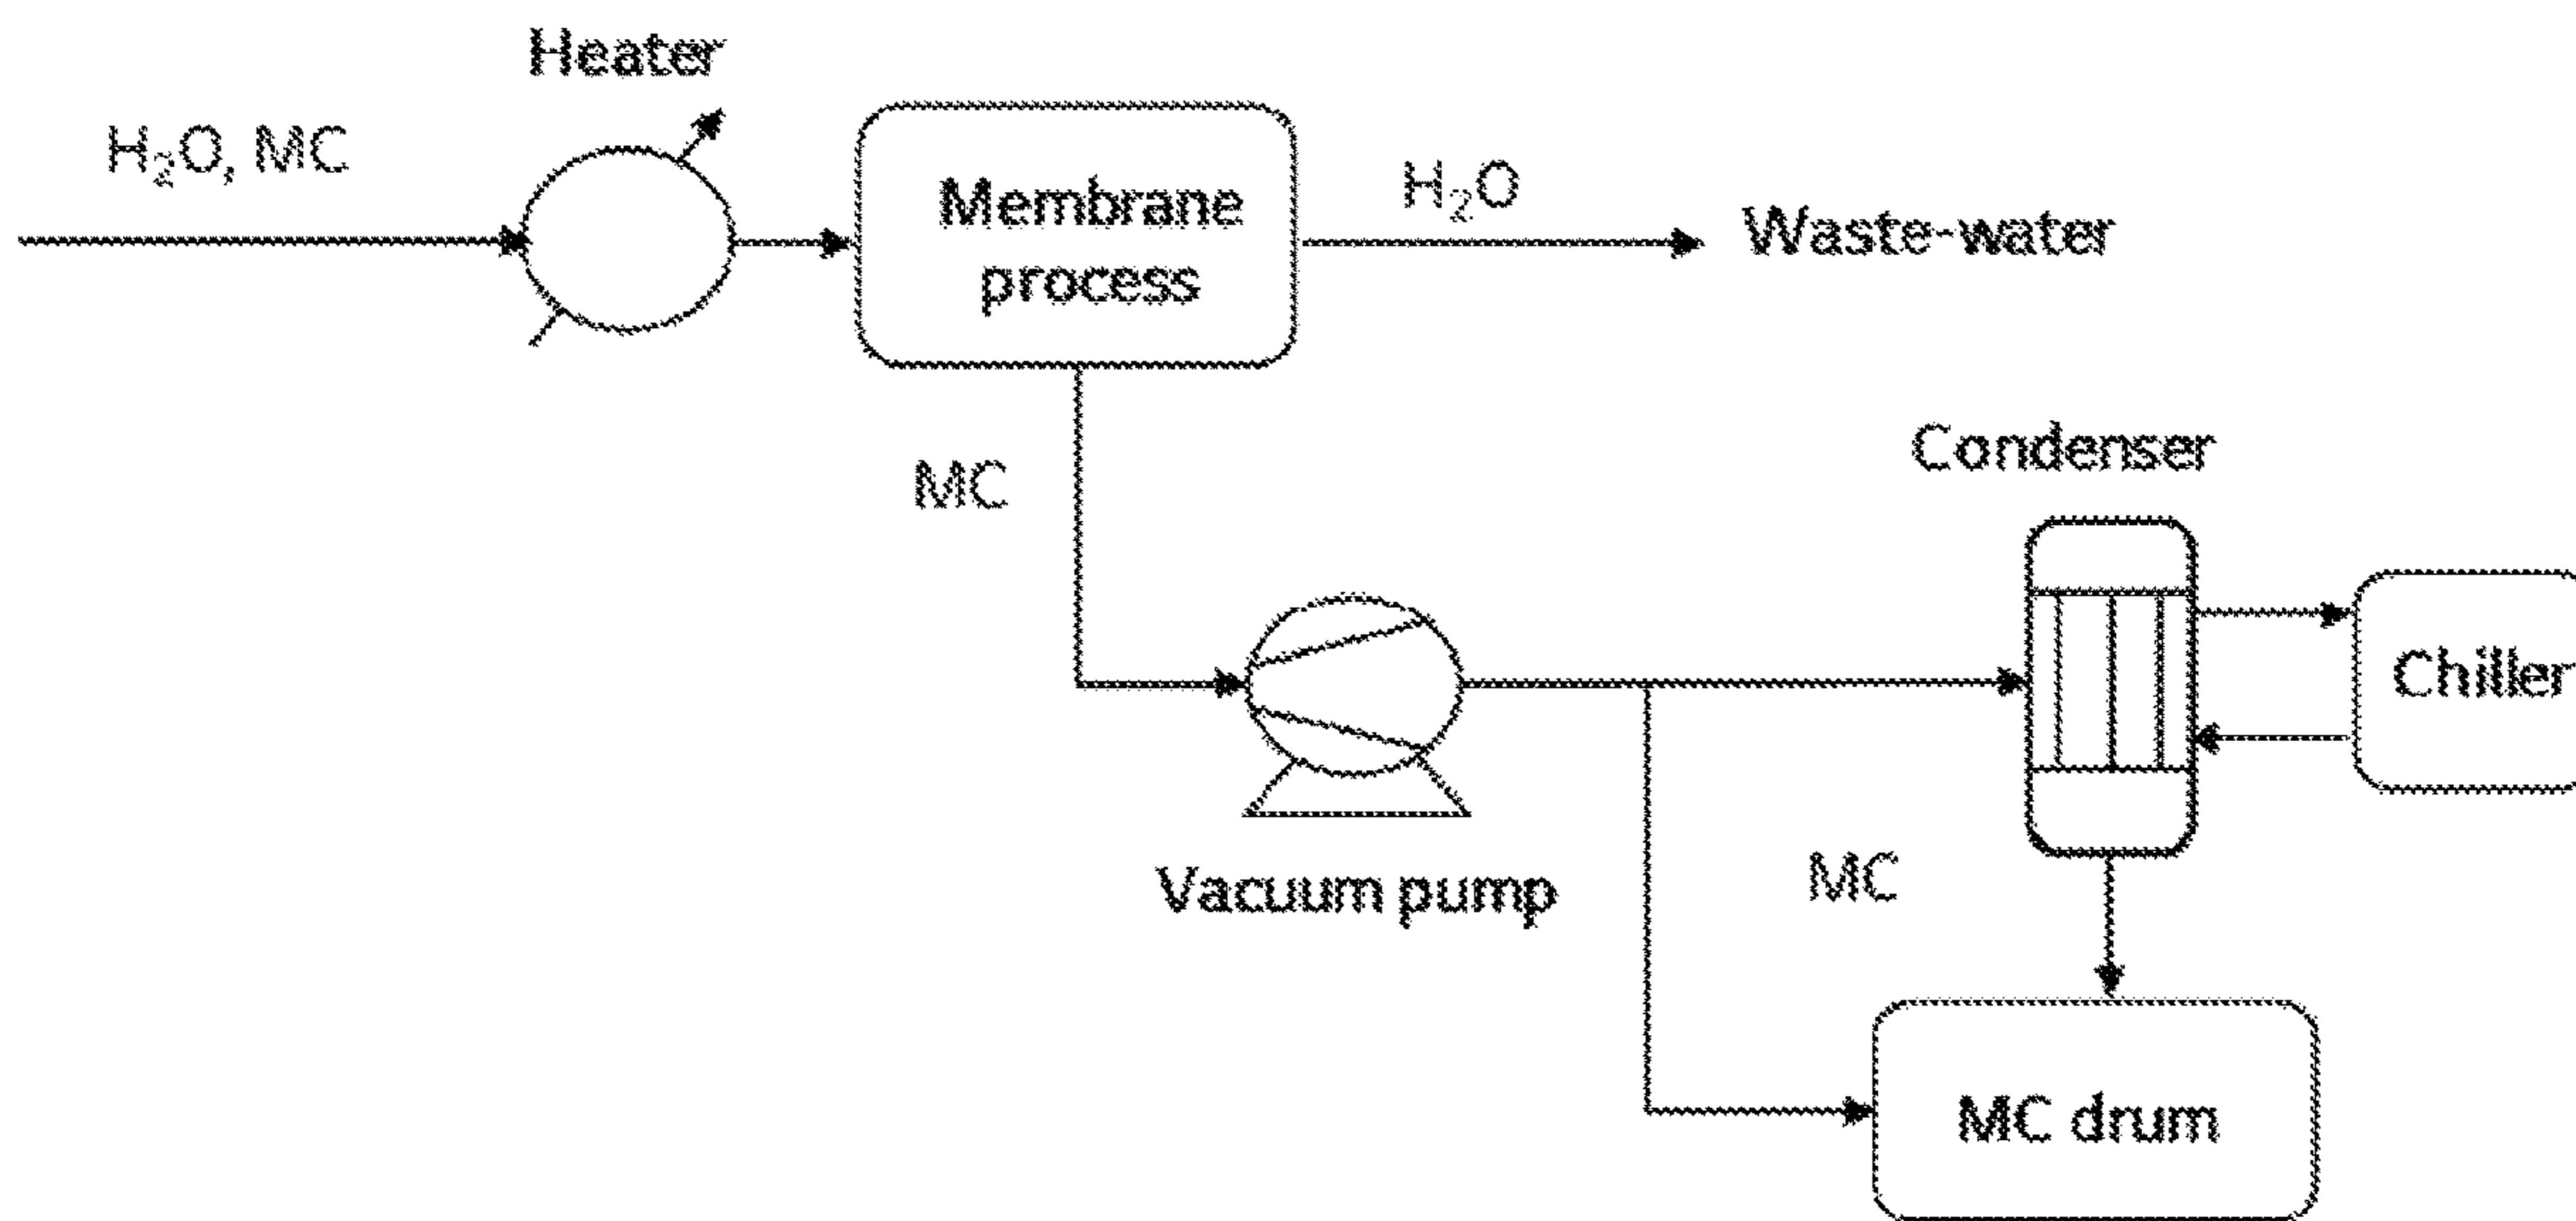 Heater
H₂O, MC
Membrane
process
H₂O
Waste-water
MC
Condenser
Chiller
Vacuum pump
MC
MC drum